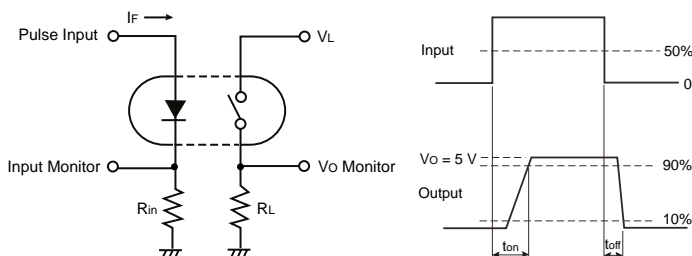 IF
Pulse Input
VL
Input Monitor
VO Monitor
Rin
RL
Input
50%
0
VO = 5 V
90%
Output
10%
ton
toff